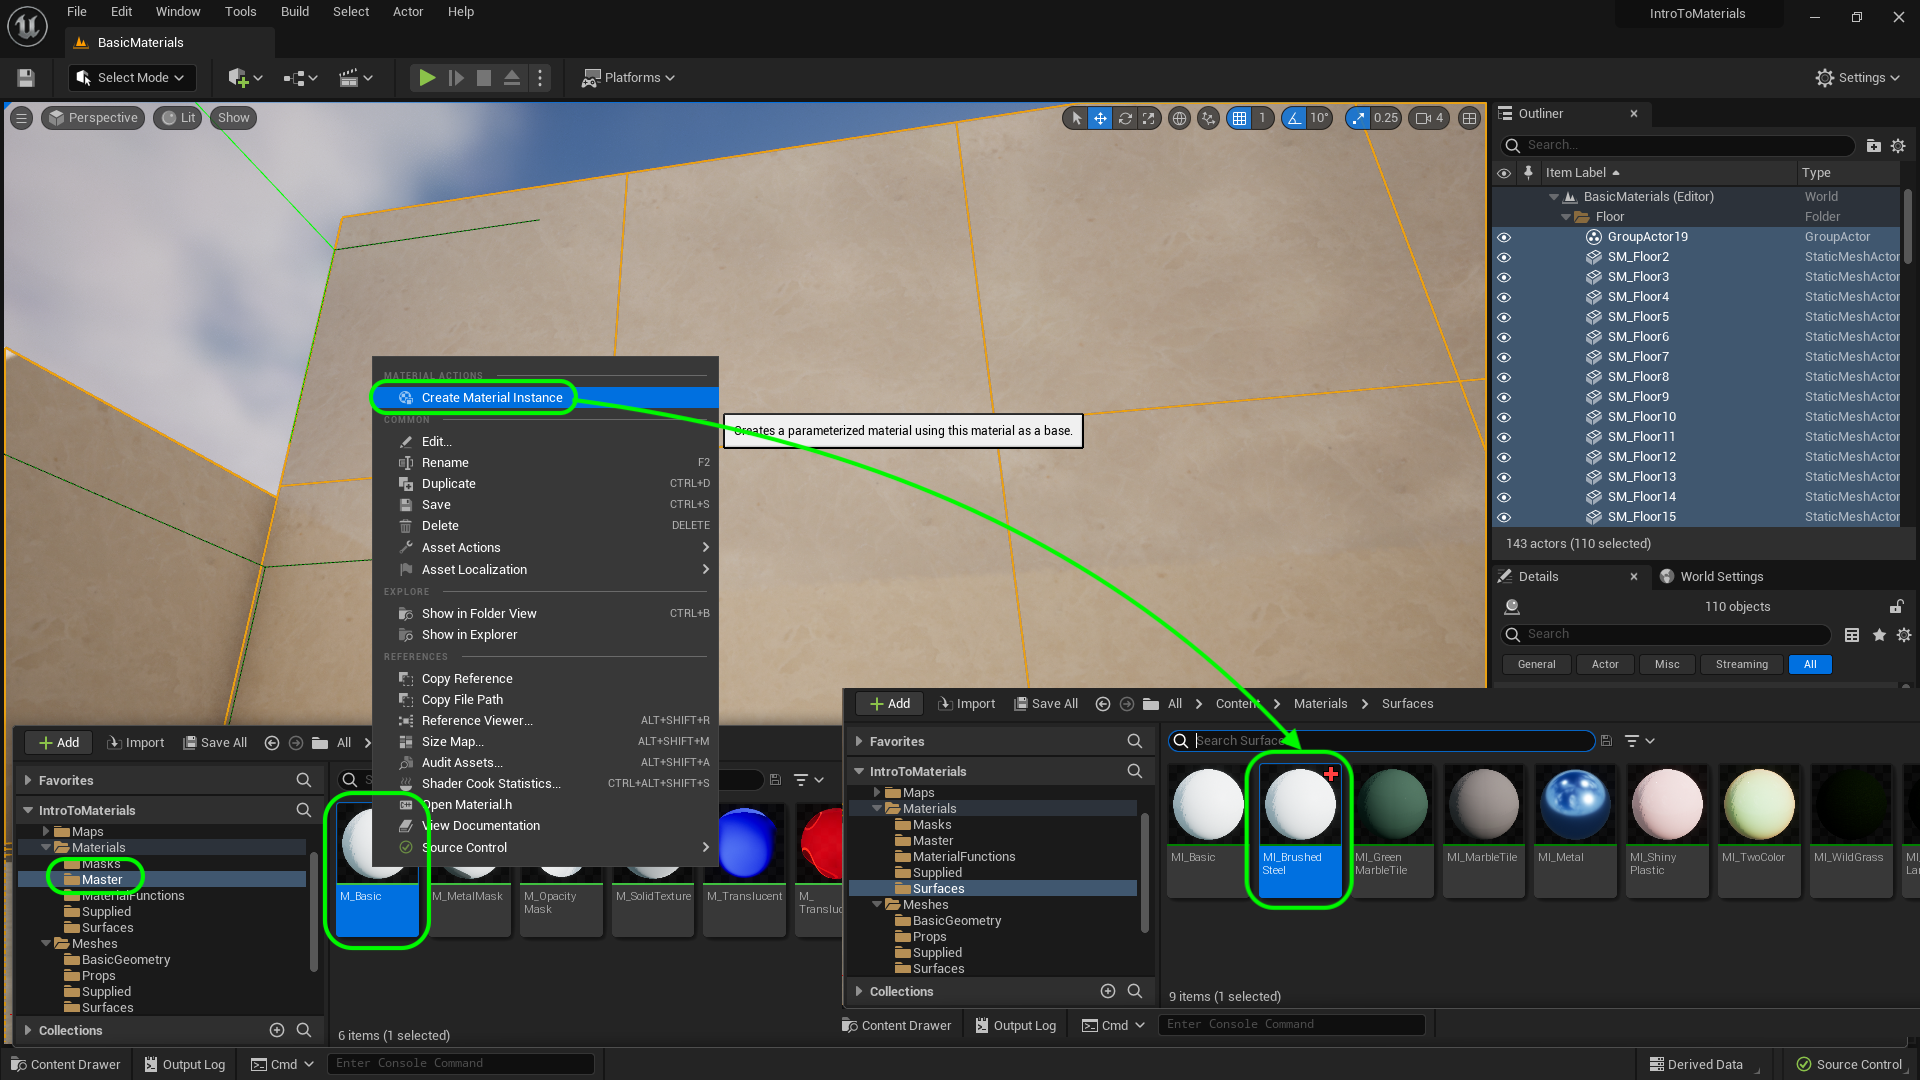 File Edit Window Tools Build Select Actor Help
IntroToMaterials
BasicMaterials
Select Mode
Platforms
Settings
Perspective Lit Show
1 10° 0.25 4
Outliner
Search...
Item Label Type
BasicMaterials (Editor) World
Floor Folder
GroupActor19 GroupActor
SM_Floor2 StaticMeshActor
SM_Floor3 StaticMeshActor
SM_Floor4 StaticMeshActor
SM_Floor5 StaticMeshActor
SM_Floor6 StaticMeshActor
SM_Floor7 StaticMeshActor
SM_Floor8 StaticMeshActor
SM_Floor9 StaticMeshActor
SM_Floor10 StaticMeshActor
SM_Floor11 StaticMeshActor
SM_Floor12 StaticMeshActor
SM_Floor13 StaticMeshActor
SM_Floor14 StaticMeshActor
SM_Floor15 StaticMeshActor
143 actors (110 selected)
Details World Settings
110 objects
Search
General Actor Misc Streaming All
MATERIAL ACTIONS
Create Material Instance
Creates a parameterized material using this material as a base.
COMMON
Edit...
Rename F2
Duplicate CTRL+D
Save CTRL+S
Delete DELETE
Asset Actions
Asset Localization
EXPLORE
Show in Folder View CTRL+B
Show in Explorer
REFERENCES
Copy Reference
Copy File Path
Reference Viewer... ALT+SHIFT+R
Size Map... ALT+SHIFT+M
Audit Assets... ALT+SHIFT+A
Shader Cook Statistics... CTRL+ALT+SHIFT+S
Open Material.h
View Documentation
Source Control
Add Import Save All All
Favorites
IntroToMaterials
Maps
Materials
Masks
Master
MaterialFunctions
Supplied
Surfaces
Meshes
BasicGeometry
Props
Supplied
Surfaces
Collections
M_Basic
M_MetalMask
M_Opacity
Mask
M_SolidTexture
M_Translucent
M_
Transluc
6 items (1 selected)
Add Import Save All All Content Materials Surfaces
Favorites
Search Surfaces
IntroToMaterials
Maps
Materials
Masks
Master
MaterialFunctions
Supplied
Surfaces
Meshes
BasicGeometry
Props
Supplied
Surfaces
Collections
MI_Basic
MI_Brushed
Steel
MI_Green
MarbleTile
MI_MarbleTile
MI_Metal
MI_Shiny
Plastic
MI_TwoColor
MI_WildGrass
9 items (1 selected)
Content Drawer Output Log Cmd Enter Console Command
Content Drawer Output Log Cmd Enter Console Command
Derived Data Source Control